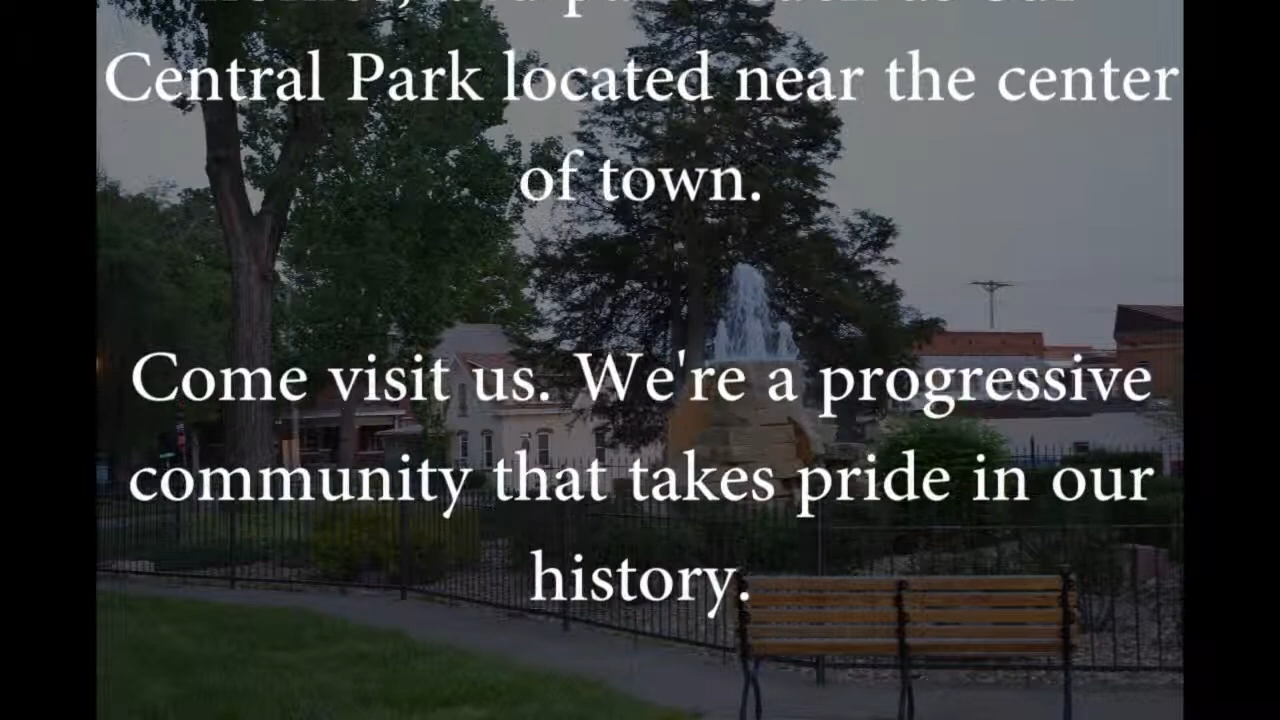 Central Park located near the center
of town.
Come visit us. We're a progressive
community that takes pride in our
history.